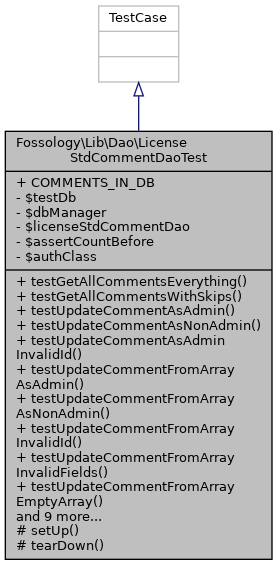 TestCase
Fossology\Lib\Dao\License
StdCommentDaoTest
+ COMMENTS_IN_DB
- $testDb
- $dbManager
- $licenseStdCommentDao
- $assertCountBefore
- $authClass
+ testGetAllCommentsEverything()
+ testGetAllCommentsWithSkips()
+ testUpdateCommentAsAdmin()
+ testUpdateCommentAsNonAdmin()
+ testUpdateCommentAsAdmin
InvalidId()
+ testUpdateCommentFromArray
AsAdmin()
+ testUpdateCommentFromArray
AsNonAdmin()
+ testUpdateCommentFromArray
InvalidId()
+ testUpdateCommentFromArray
InvalidFields()
+ testUpdateCommentFromArray
EmptyArray()
and 9 more...
# setUp()
# tearDown()